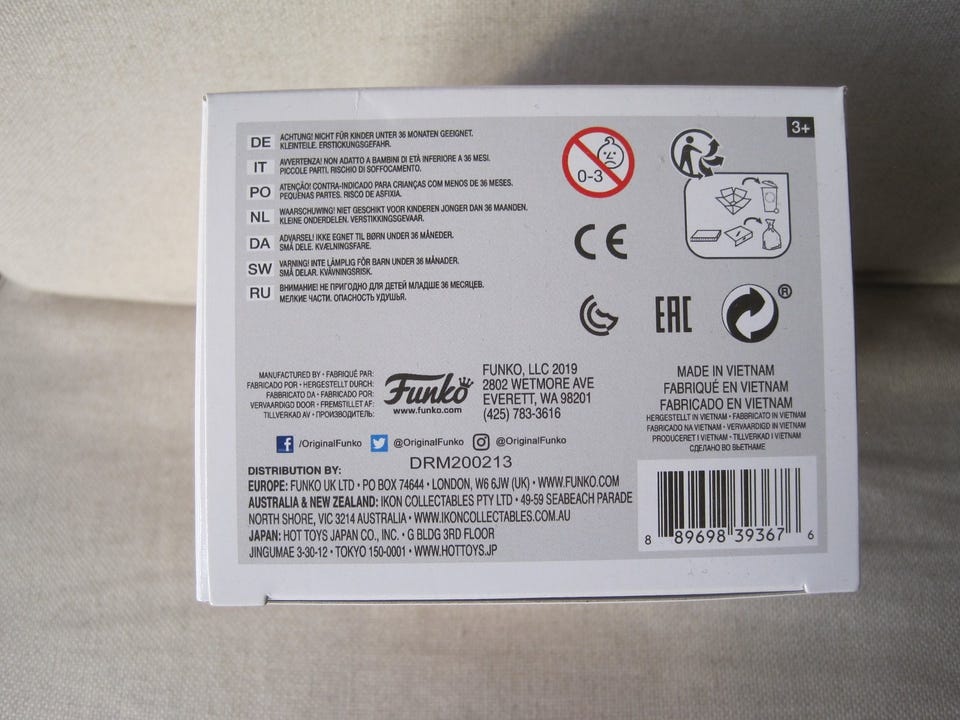 3+
DE ACHTUNG! NICHT FÜR KINDER UNTER 36 MONATEN GEEIGNET.
KLEINTEILE. ERSTICKUNGSGEFAHR.
IT AVVERTENZA! NON ADATTO A BAMBINI DI ETÀ INFERIORE A 36 MESI.
PICCOLE PARTI. RISCHIO DI SOFFOCAMENTO.
PO ATENÇÃO! CONTRA-INDICADO PARA CRIANÇAS COM MENOS DE 36 MESES.
PEQUENAS PARTES. RISCO DE ASFIXIA.
NL WAARSCHUWING! NIET GESCHIKT VOOR KINDEREN JONGER DAN 36 MAANDEN.
KLEINE ONDERDELEN. VERSTIKKINGSGEVAAR.
DA ADVARSEL! IKKE EGNET TIL BØRN UNDER 36 MÅNEDER.
SMÅ DELE. KVÆLNINGSFARE.
SW VARNING! INTE LÄMPLIG FÖR BARN UNDER 36 MÅNADER.
SMÅ DELAR. KVÄVNINGSRISK.
RU ВНИМАНИЕ! НЕ ПРИГОДНО ДЛЯ ДЕТЕЙ МЛАДШЕ 36 МЕСЯЦЕВ.
МЕЛКИЕ ЧАСТИ. ОПАСНОСТЬ УДУШЬЯ.
0-3
CE
EAC
®
MANUFACTURED BY • FABRIQUÉ PAR:
FABRICADO POR • HERGESTELLT DURCH:
FABBRICATO DA • FABRICADO POR:
VERVAARDIGD DOOR • FREMSTILLET AF:
TILLVERKAD AV • ПРОИЗВОДИТЕЛЬ:
Funko
www.funko.com
FUNKO, LLC 2019
2802 WETMORE AVE
EVERETT, WA 98201
(425) 783-3616
MADE IN VIETNAM
FABRIQUÉ EN VIETNAM
FABRICADO EN VIETNAM
HERGESTELLT IN VIETNAM • FABBRICATO IN VIETNAM
FABRICADO NA VIETNAM • VERVAARDIGD IN VIETNAM
PRODUCERET I VIETNAM • TILLVERKAD I VIETNAM
СДЕЛАНО ВО ВЬЕТНАМЕ
/OriginalFunko @OriginalFunko @OriginalFunko
DRM200213
DISTRIBUTION BY:
EUROPE: FUNKO UK LTD • PO BOX 74644 • LONDON, W6 6JW (UK) • WWW.FUNKO.COM
AUSTRALIA & NEW ZEALAND: IKON COLLECTABLES PTY LTD • 49-59 SEABEACH PARADE
NORTH SHORE, VIC 3214 AUSTRALIA • WWW.IKONCOLLECTABLES.COM.AU
JAPAN: HOT TOYS JAPAN CO., INC. • G BLDG 3RD FLOOR
JINGUMAE 3-30-12 • TOKYO 150-0001 • WWW.HOTTOYS.JP
8 89698 39367 6